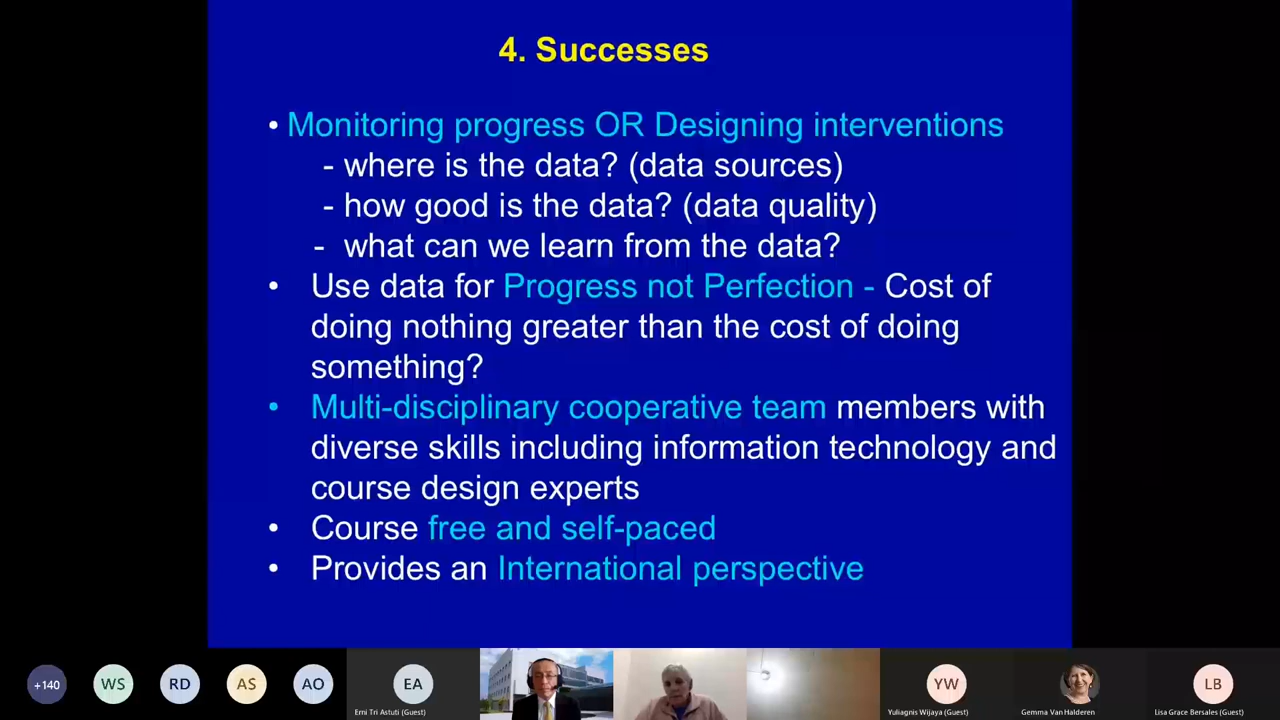 4. Successes
• Monitoring progress OR Designing interventions
- where is the data? (data sources)
- how good is the data? (data quality)
- what can we learn from the data?
• Use data for Progress not Perfection - Cost of
doing nothing greater than the cost of doing
something?
• Multi-disciplinary cooperative team members with
diverse skills including information technology and
course design experts
• Course free and self-paced
• Provides an International perspective
+140
WS
RD
AS
AO
EA
Erni Tri Astuti (Guest)
YW
Yuliagnis Wijaya (Guest)
Gemma Van Halderen
LB
Lisa Grace Bersales (Guest)